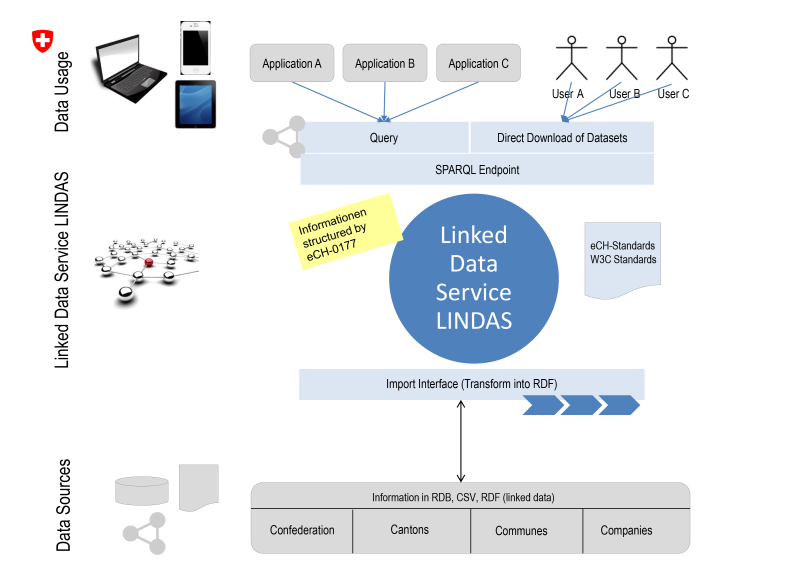 Data Usage
Application A
Application B
Application C
User A
User B
User C
Query
Direct Download of Datasets
SPARQL Endpoint
Linked Data Service LINDAS
Informationen
structured by
eCH-0177
Linked
Data
Service
LINDAS
eCH-Standards
W3C Standards
Import Interface (Transform into RDF)
Data Sources
Information in RDB, CSV, RDF (linked data)
Confederation
Cantons
Communes
Companies